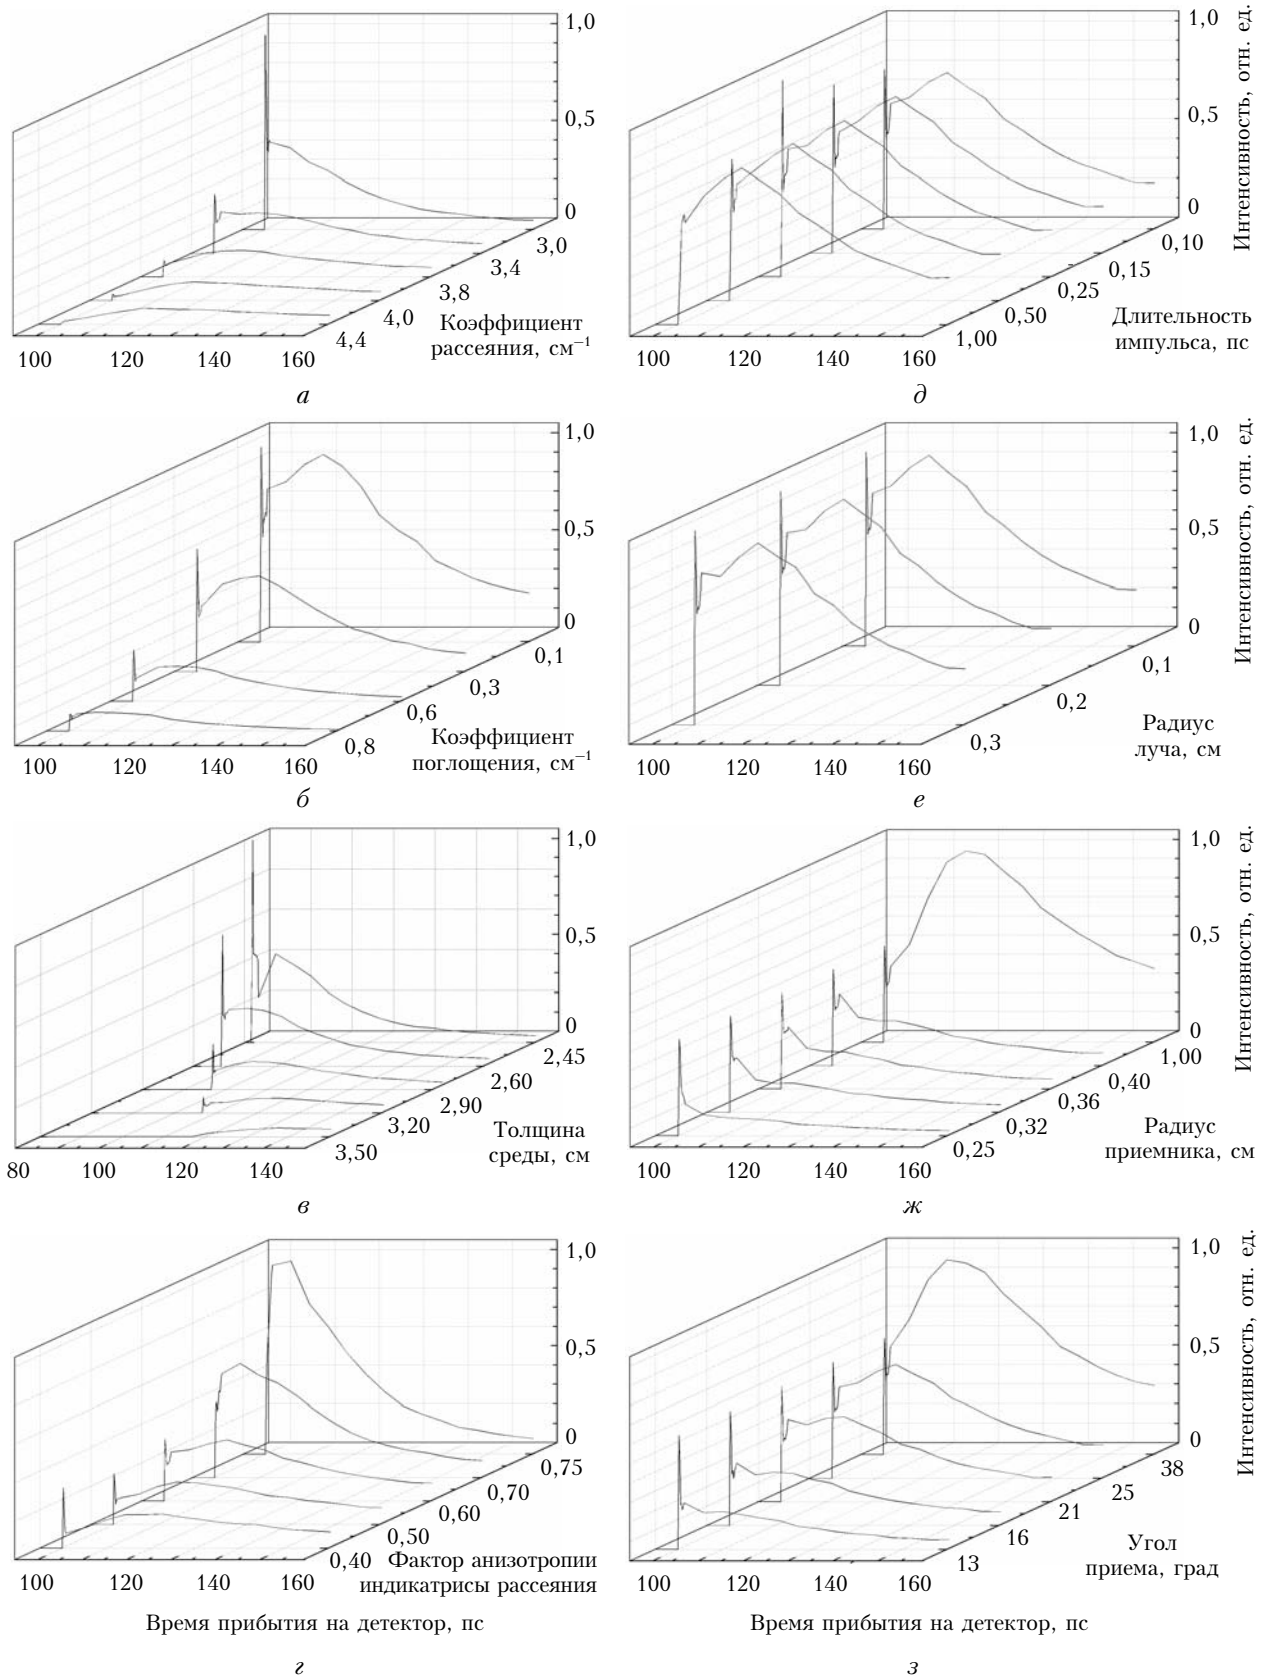 1,0
0,5
0
3,0
3,4
3,8
4,0
4,4
Коэффициент
рассеяния, см⁻¹
100 120 140 160
а
1,0
0,5
0
Интенсивность, отн. ед.
0,10
0,15
0,25
0,50
1,00
Длительность
импульса, пс
100 120 140 160
д
1,0
0,5
0
0,1
0,3
0,6
0,8
Коэффициент
поглощения, см⁻¹
100 120 140 160
б
1,0
0,5
0
Интенсивность, отн. ед.
0,1
0,2
0,3
Радиус
луча, см
100 120 140 160
е
1,0
0,5
0
2,45
2,60
2,90
3,20
3,50
Толщина
среды, см
80 100 120 140
в
1,0
0,5
0
Интенсивность, отн. ед.
1,00
0,40
0,36
0,32
0,25
Радиус
приемника, см
100 120 140 160
ж
1,0
0,5
0
0,75
0,70
0,60
0,50
0,40
Фактор анизотропии
индикатрисы рассеяния
100 120 140 160
Время прибытия на детектор, пс
г
1,0
0,5
0
Интенсивность, отн. ед.
38
25
21
16
13
Угол
приема, град
100 120 140 160
Время прибытия на детектор, пс
з